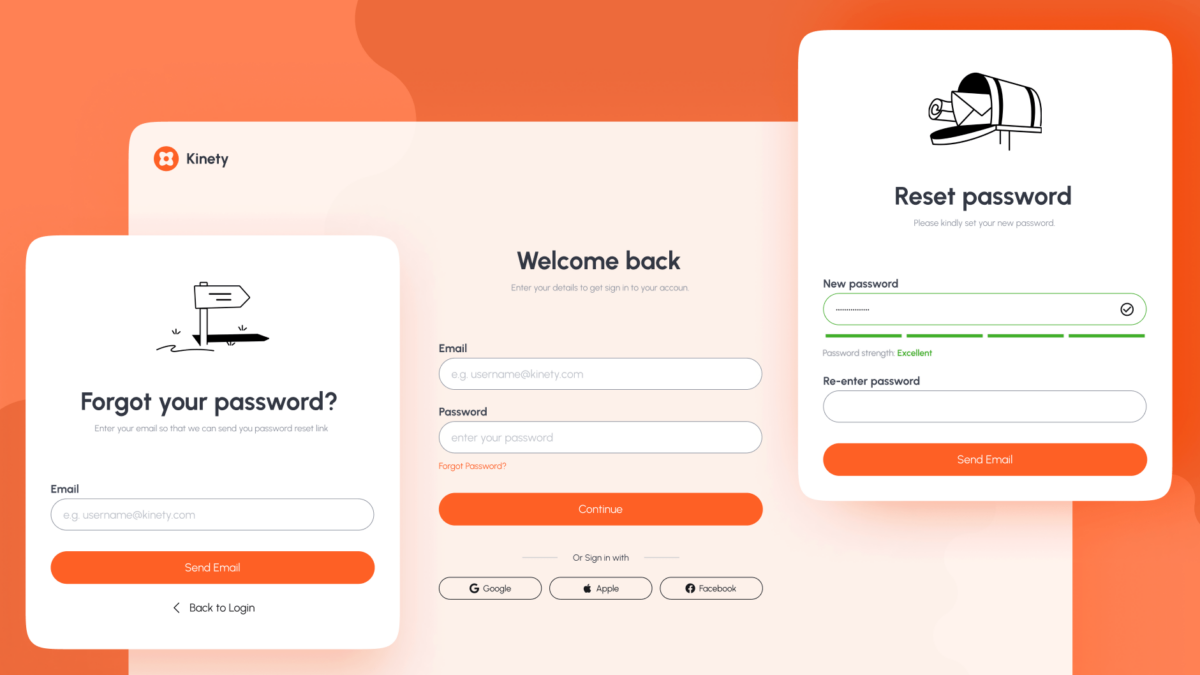 Kinety
Welcome back
Enter your details to get sign in to your accoun.
Email
e.g. username@kinety.com
Password
enter your password
Forgot Password?
Continue
Or Sign in with
Google
Apple
Facebook
Forgot your password?
Enter your email so that we can send you password reset link
Email
e.g. username@kinety.com
Send Email
Back to Login
Reset password
Please kindly set your new password
New password
Password strength: Excellent
Re-enter password
Send Email